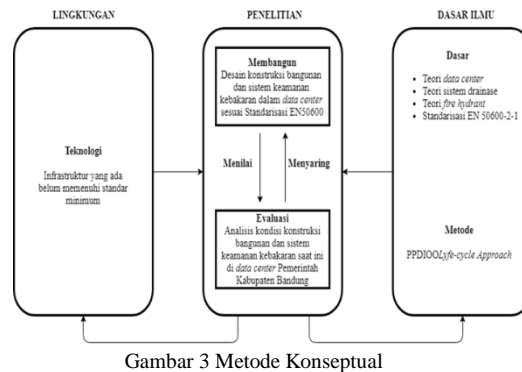 LINGKUNGAN
Teknologi
Infrastruktur yang ada
belum memenuhi standar
minimum
PENELITIAN
Membangun
Desain konstruksi bangunan
dan sistem keamanan
kebakaran dalam data center
sesuai Standarisasi EN50600
Menilai
Menyaring
Evaluasi
Analisis kondisi konstruksi
bangunan dan sistem
keamanan kebakaran saat ini
di data center Pemerintah
Kabupaten Bandung
DASAR ILMU
Dasar
• Teori data center
• Teori sistem drainase
• Teori fire hydrant
• Standarisasi EN 50600-2-1
Metode
PPDIOOLyfe-cycle Approach
Gambar 3 Metode Konseptual